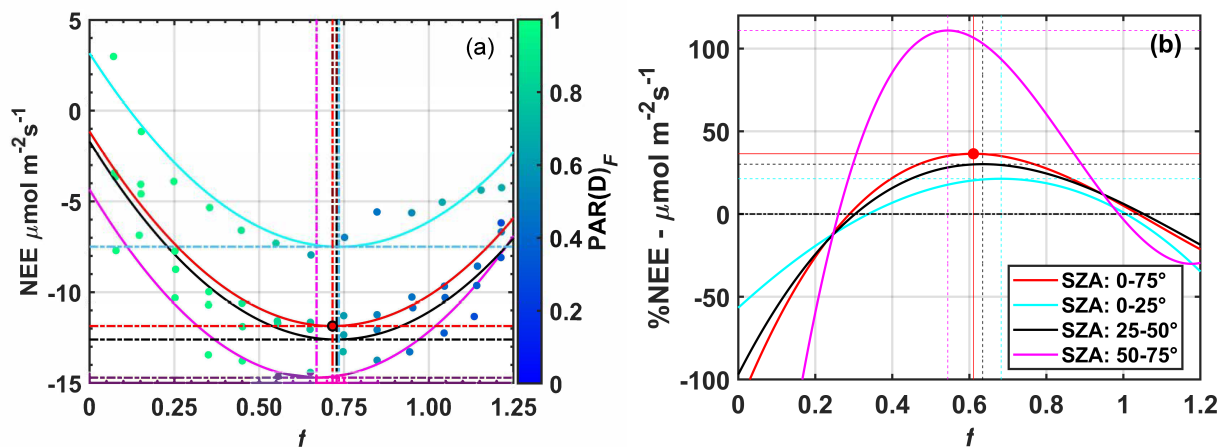 (a)
NEE μmol m⁻²s⁻¹
5
0
-5
-10
-15
0 0.25 0.50 0.75 1.00 1.25
f
1
0.8
0.6
0.4
0.2
0
PAR(D)F
(b)
%NEE - μmol m⁻²s⁻¹
100
50
0
-50
-100
0 0.2 0.4 0.6 0.8 1 1.2
f
SZA: 0-75°
SZA: 0-25°
SZA: 25-50°
SZA: 50-75°